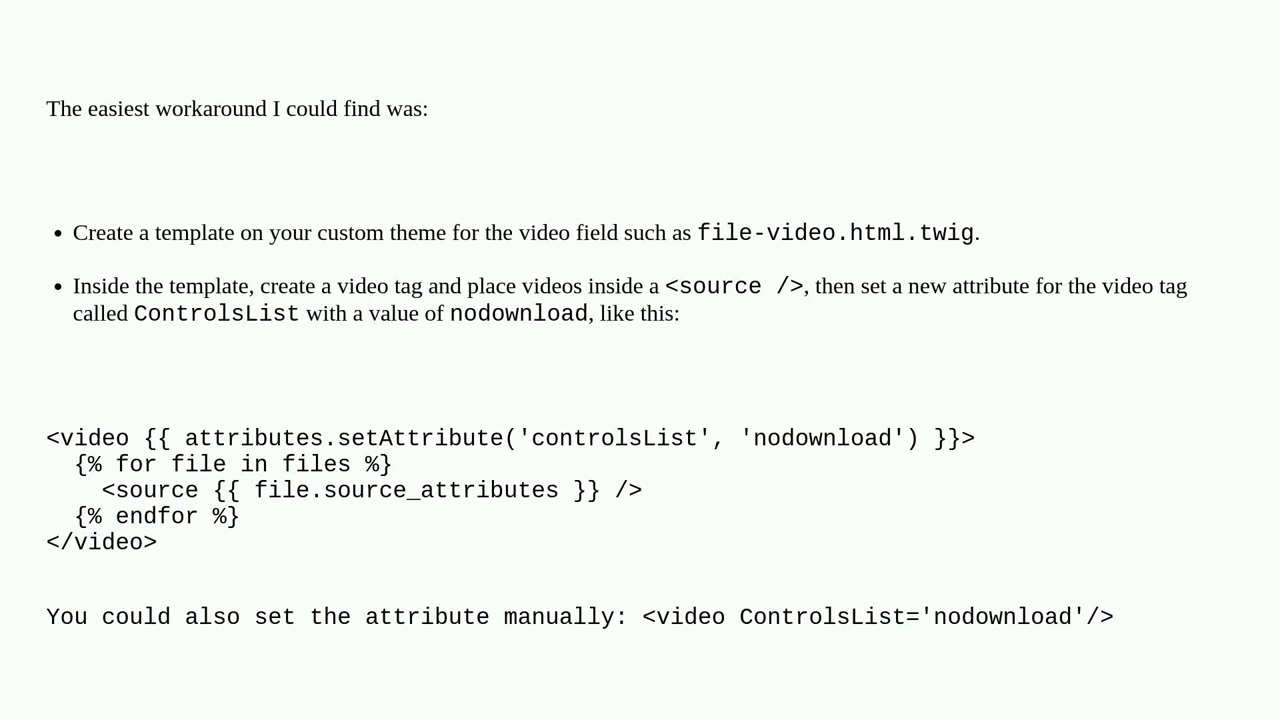 The easiest workaround I could find was:
Create a template on your custom theme for the video field such as file-video.html.twig.
Inside the template, create a video tag and place videos inside a <source />, then set a new attribute for the video tag
called ControlsList with a value of nodownload, like this:
<video {{ attributes.setAttribute('controlsList', 'nodownload') }}>
  {% for file in files %}
    <source {{ file.source_attributes }} />
  {% endfor %}
</video>
You could also set the attribute manually: <video ControlsList='nodownload'/>